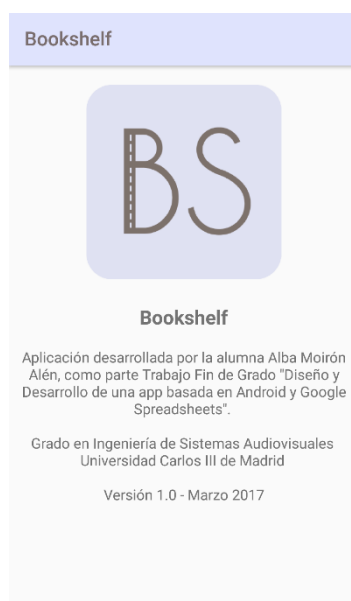 Bookshelf
BS
Bookshelf
Aplicación desarrollada por la alumna Alba Moirón
Alén, como parte Trabajo Fin de Grado "Diseño y
Desarrollo de una app basada en Android y Google
Spreadsheets".
Grado en Ingeniería de Sistemas Audiovisuales
Universidad Carlos III de Madrid
Versión 1.0 - Marzo 2017